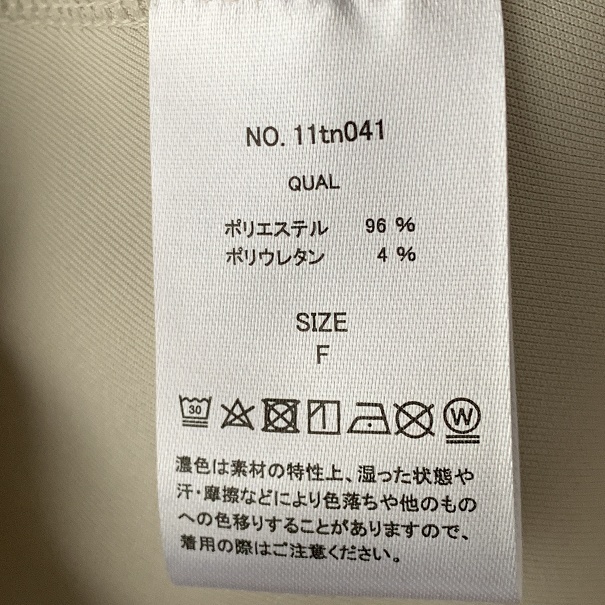 NO. 11tn041
QUAL
ポリエステル 96 %
ポリウレタン 4 %
SIZE
F
30 W
濃色は素材の特性上、湿った状態や
汗・摩擦などにより色落ちや他のもの
への色移りすることがありますので、
着用の際はご注意ください。